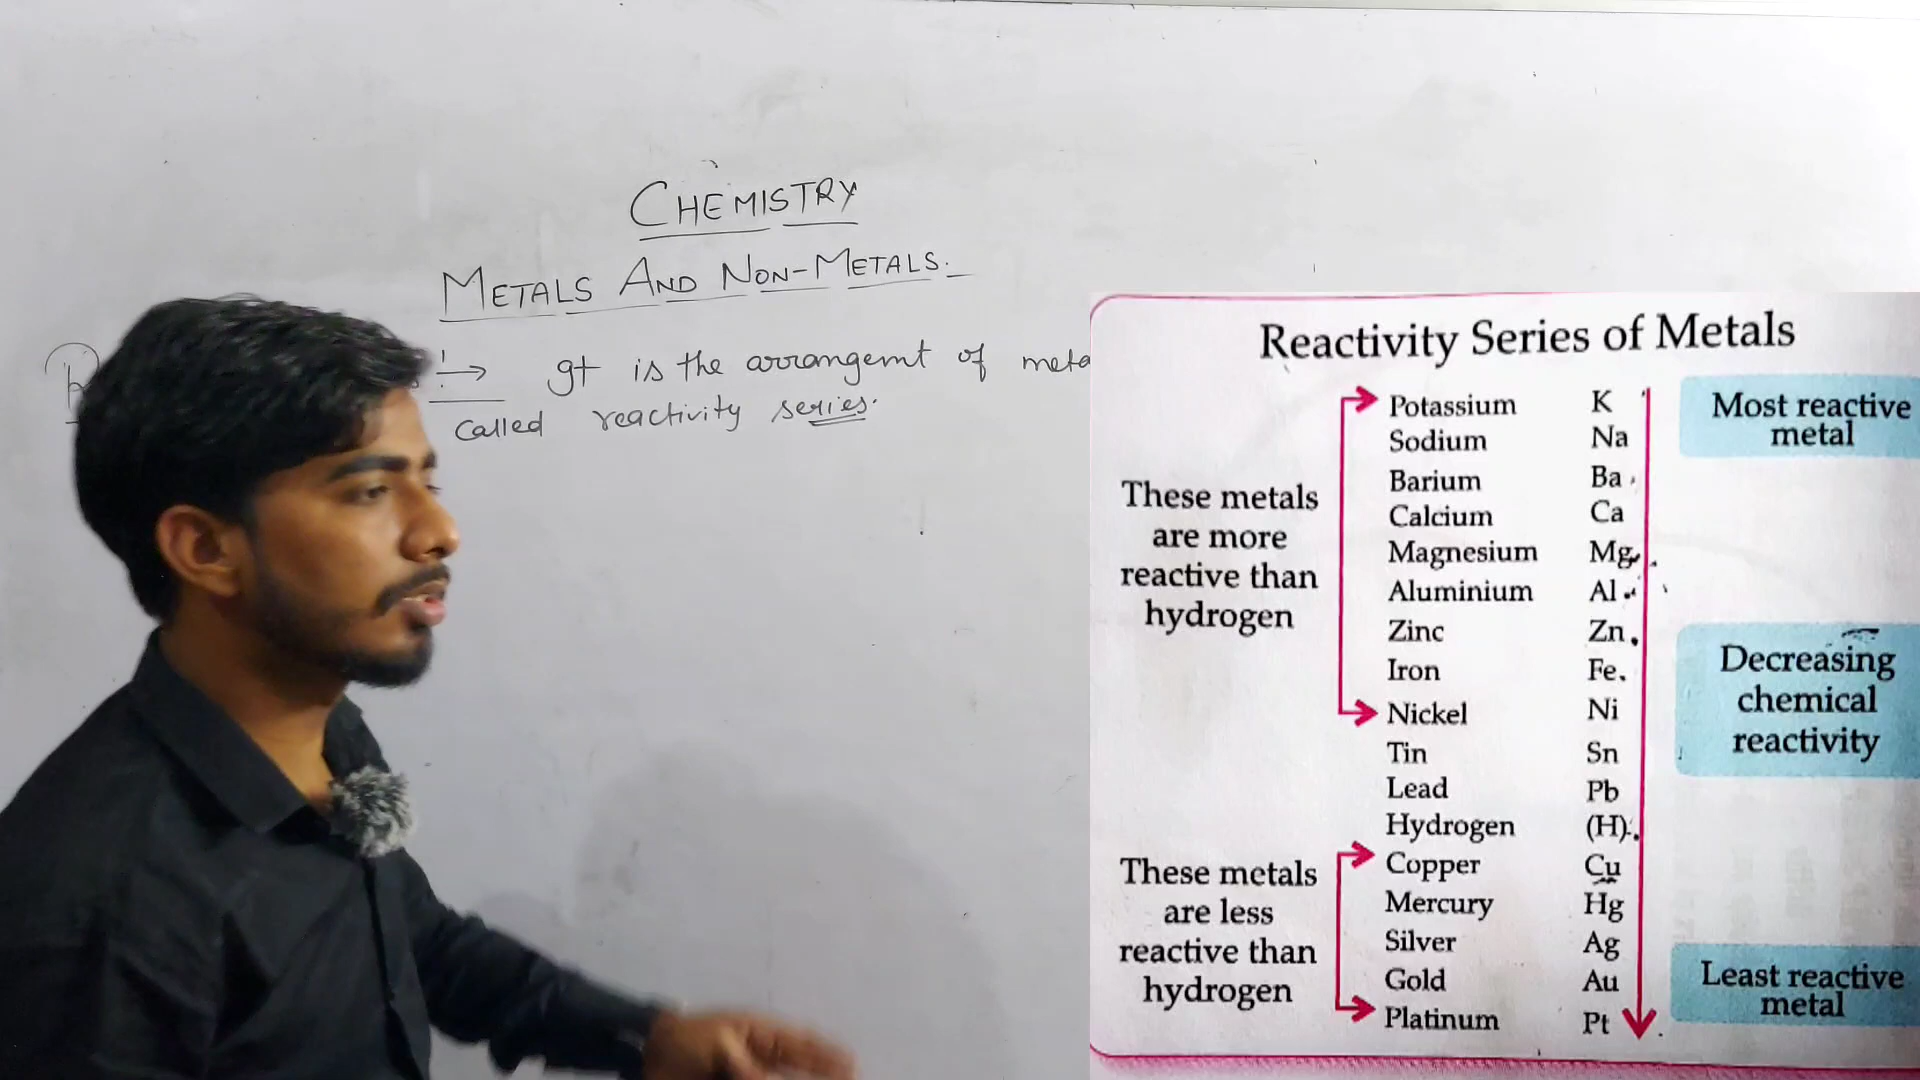 CHEMISTRY
METALS AND NON-METALS.
:→ It is the arrangemt of meta
called reactivity series.
Reactivity Series of Metals
Potassium K
Sodium Na
Barium Ba
Calcium Ca
Magnesium Mg
Aluminium Al
Zinc Zn
Iron Fe
Nickel Ni
Tin Sn
Lead Pb
Hydrogen (H)
Copper Cu
Mercury Hg
Silver Ag
Gold Au
Platinum Pt
These metals
are more
reactive than
hydrogen
These metals
are less
reactive than
hydrogen
Most reactive
metal
Decreasing
chemical
reactivity
Least reactive
metal